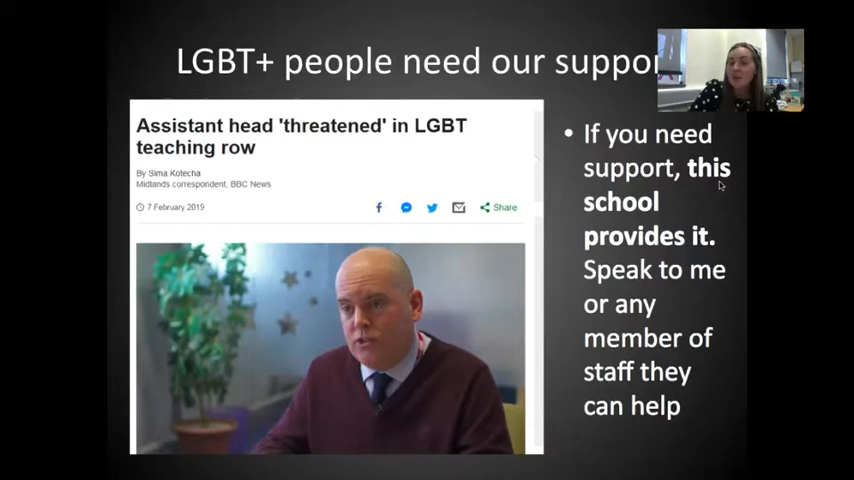 LGBT+ people need our suppor
Assistant head 'threatened' in LGBT
teaching row
By Sima Kotecha
Midlands correspondent, BBC News
7 February 2019
Share
• If you need
support, this
school
provides it.
Speak to me
or any
member of
staff they
can help